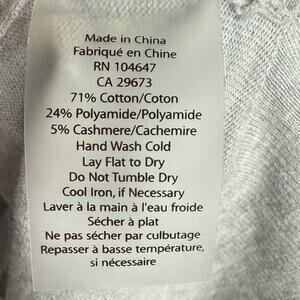 Made in China
Fabriqué en Chine
RN 104647
CA 29673
71% Cotton/Coton
24% Polyamide/Polyamide
5% Cashmere/Cachemire
Hand Wash Cold
Lay Flat to Dry
Do Not Tumble Dry
Cool Iron, if Necessary
Laver à la main à l'eau froide
Sécher à plat
Ne pas sécher par culbutage
Repasser à basse température,
si nécessaire